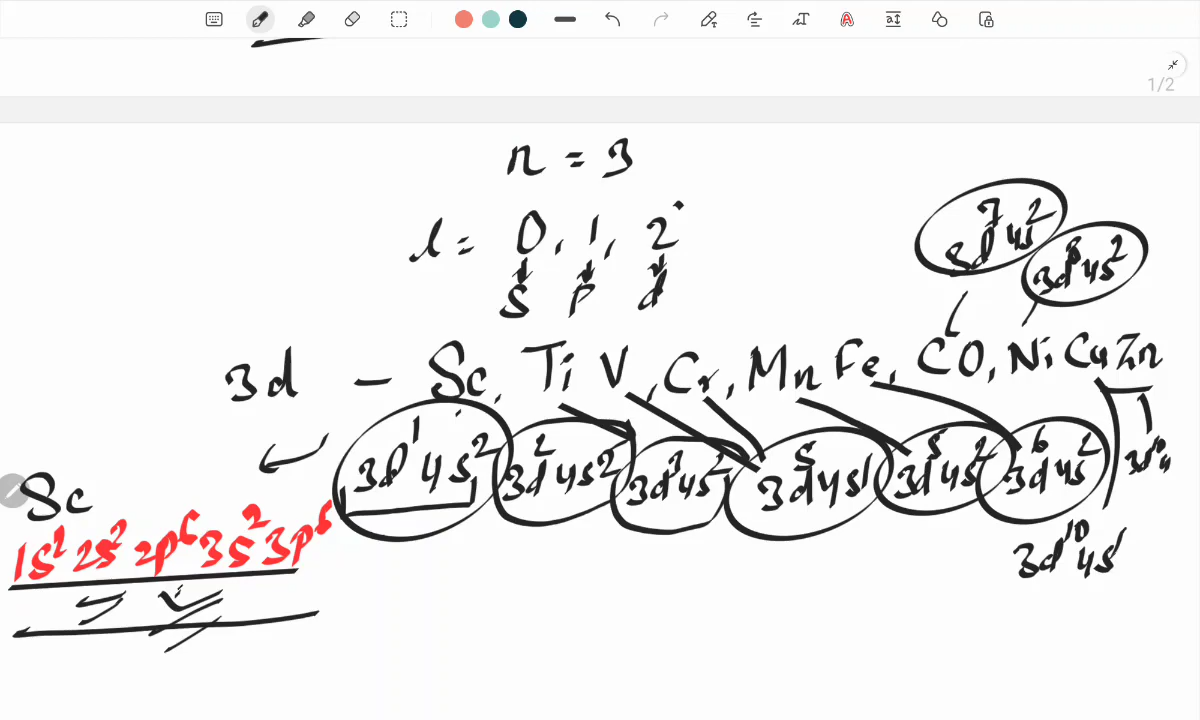 1/2
n = 3
l = 0, 1, 2
s p d
3d⁷4s²
3d⁸4s²
3d - Sc, Ti V, Cr, Mn Fe, CO, Ni Cu Zn
3d¹4s² 3d²4s² 3d³4s² 3d⁵4s¹ 3d⁵4s² 3d⁶4s² 3d¹⁰4s
Sc
1s² 2s² 2p⁶ 3s² 3p⁶
3d¹⁰4s¹